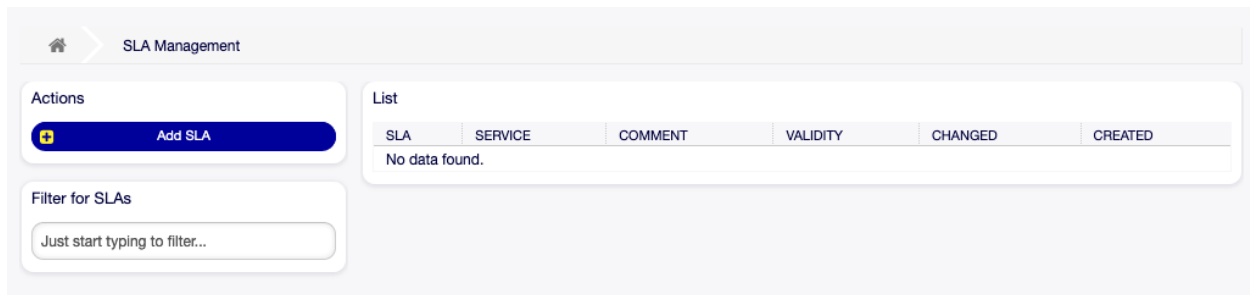 SLA Management
Actions
Add SLA
Filter for SLAs
Just start typing to filter...
List
SLA SERVICE COMMENT VALIDITY CHANGED CREATED
No data found.